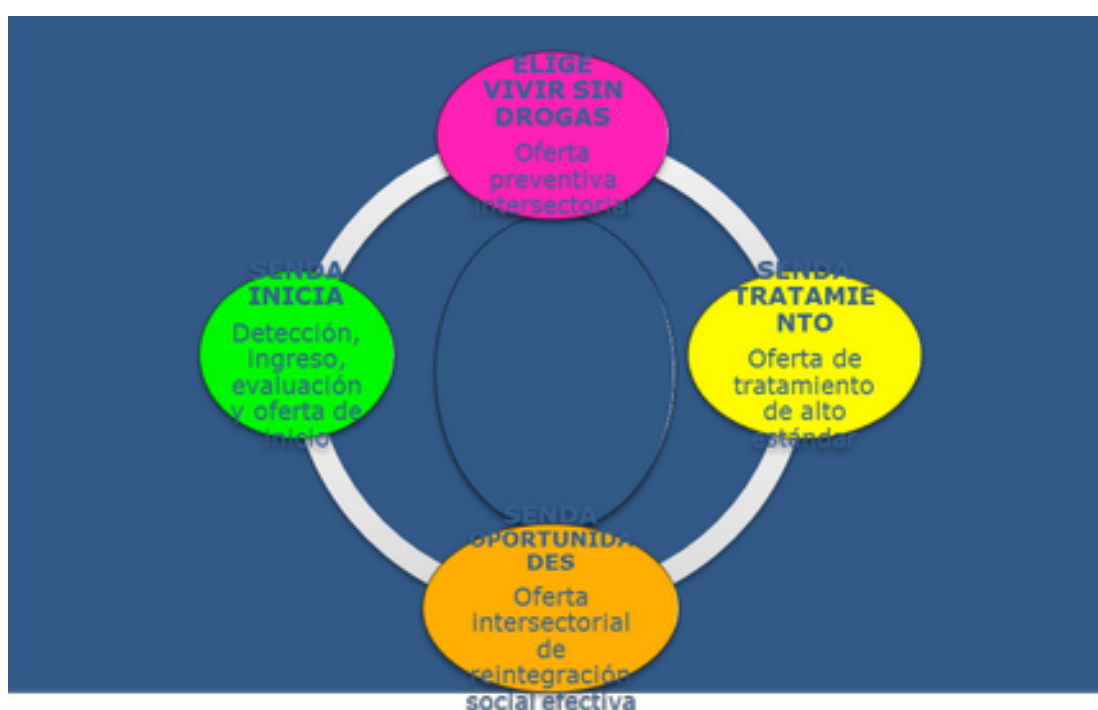 ELIGE
VIVIR SIN
DROGAS
Oferta
preventiva
intersectorial
SENDA
INICIA
Detección,
ingreso,
evaluación
y oferta de
inicio
SENDA
TRATAMIE
NTO
Oferta de
tratamiento
de alto
estándar
SENDA
OPORTUNIDA
DES
Oferta
intersectorial
de
reintegración
social efectiva